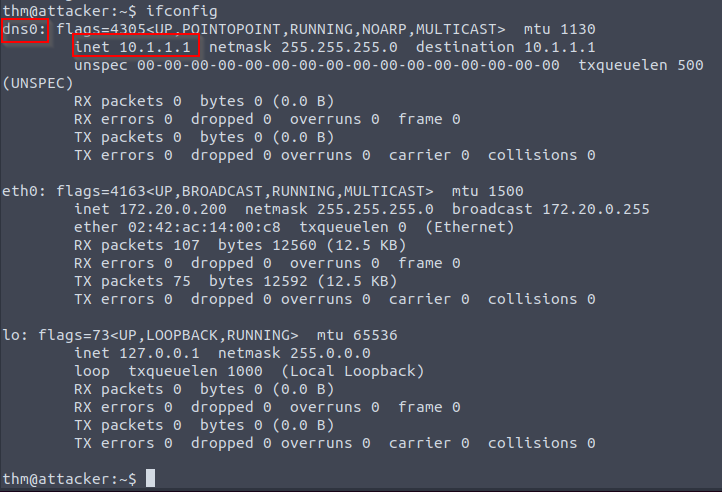 thm@attacker:~$ ifconfig
dns0: flags=4305<UP,POINTOPOINT,RUNNING,NOARP,MULTICAST>  mtu 1130
        inet 10.1.1.1  netmask 255.255.255.0  destination 10.1.1.1
        unspec 00-00-00-00-00-00-00-00-00-00-00-00-00-00-00-00  txqueuelen 500
(UNSPEC)
        RX packets 0  bytes 0 (0.0 B)
        RX errors 0  dropped 0  overruns 0  frame 0
        TX packets 0  bytes 0 (0.0 B)
        TX errors 0  dropped 0 overruns 0  carrier 0  collisions 0

eth0: flags=4163<UP,BROADCAST,RUNNING,MULTICAST>  mtu 1500
        inet 172.20.0.200  netmask 255.255.255.0  broadcast 172.20.0.255
        ether 02:42:ac:14:00:c8  txqueuelen 0  (Ethernet)
        RX packets 107  bytes 12560 (12.5 KB)
        RX errors 0  dropped 0  overruns 0  frame 0
        TX packets 75  bytes 12592 (12.5 KB)
        TX errors 0  dropped 0 overruns 0  carrier 0  collisions 0

lo: flags=73<UP,LOOPBACK,RUNNING>  mtu 65536
        inet 127.0.0.1  netmask 255.0.0.0
        loop  txqueuelen 1000  (Local Loopback)
        RX packets 0  bytes 0 (0.0 B)
        RX errors 0  dropped 0  overruns 0  frame 0
        TX packets 0  bytes 0 (0.0 B)
        TX errors 0  dropped 0 overruns 0  carrier 0  collisions 0

thm@attacker:~$